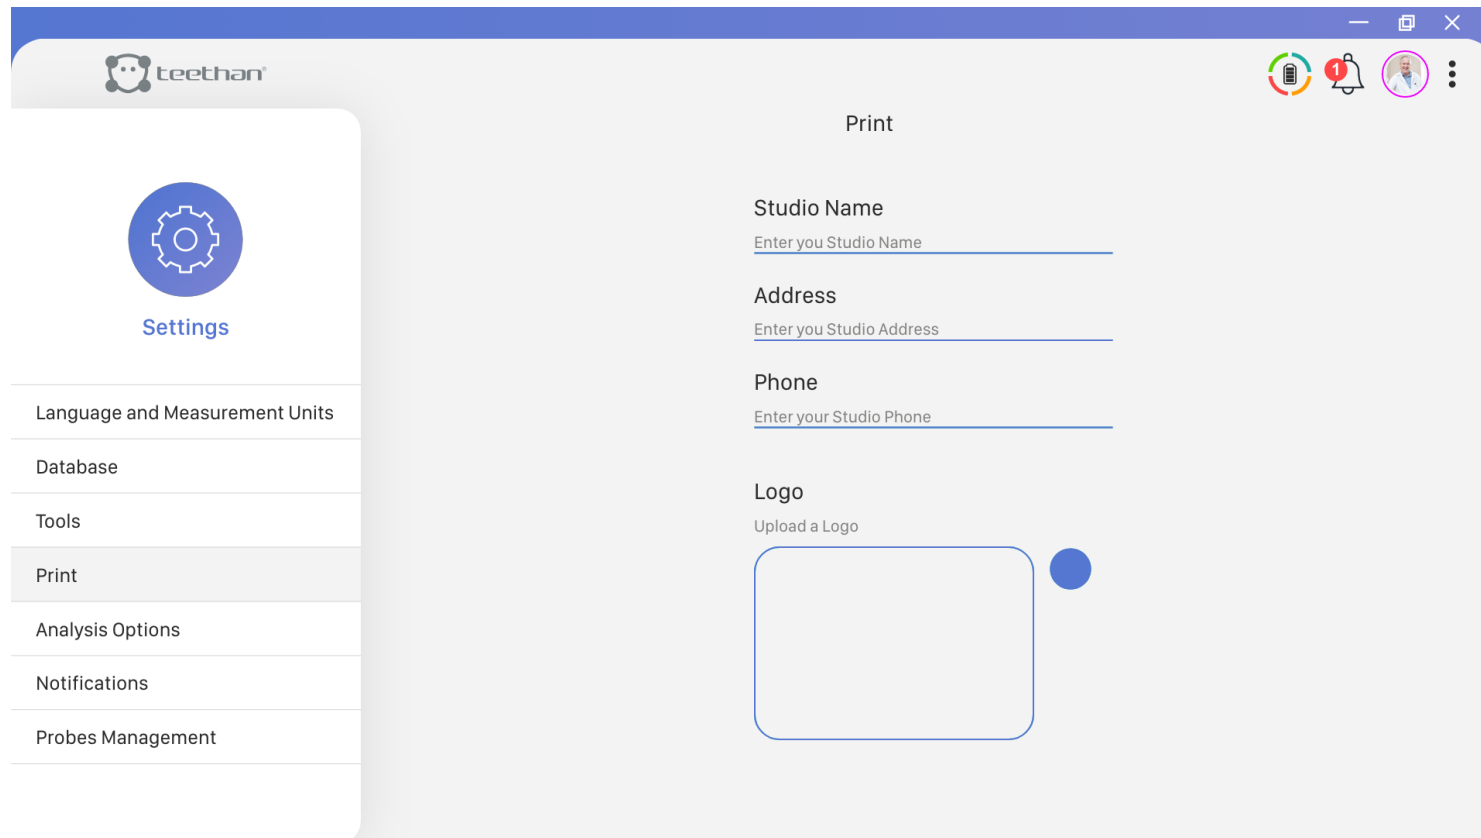 teethan®
1
Print
Settings
Language and Measurement Units
Database
Tools
Print
Analysis Options
Notifications
Probes Management
Studio Name
Enter you Studio Name
Address
Enter you Studio Address
Phone
Enter your Studio Phone
Logo
Upload a Logo